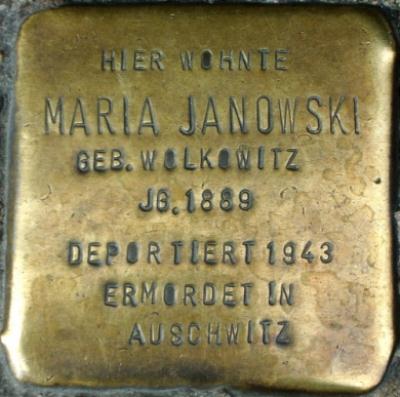 HIER WOHNTE
MARIA JANOWSKI
GEB. WOLKOWITZ
JG. 1889
DEPORTIERT 1943
ERMORDET IN
AUSCHWITZ